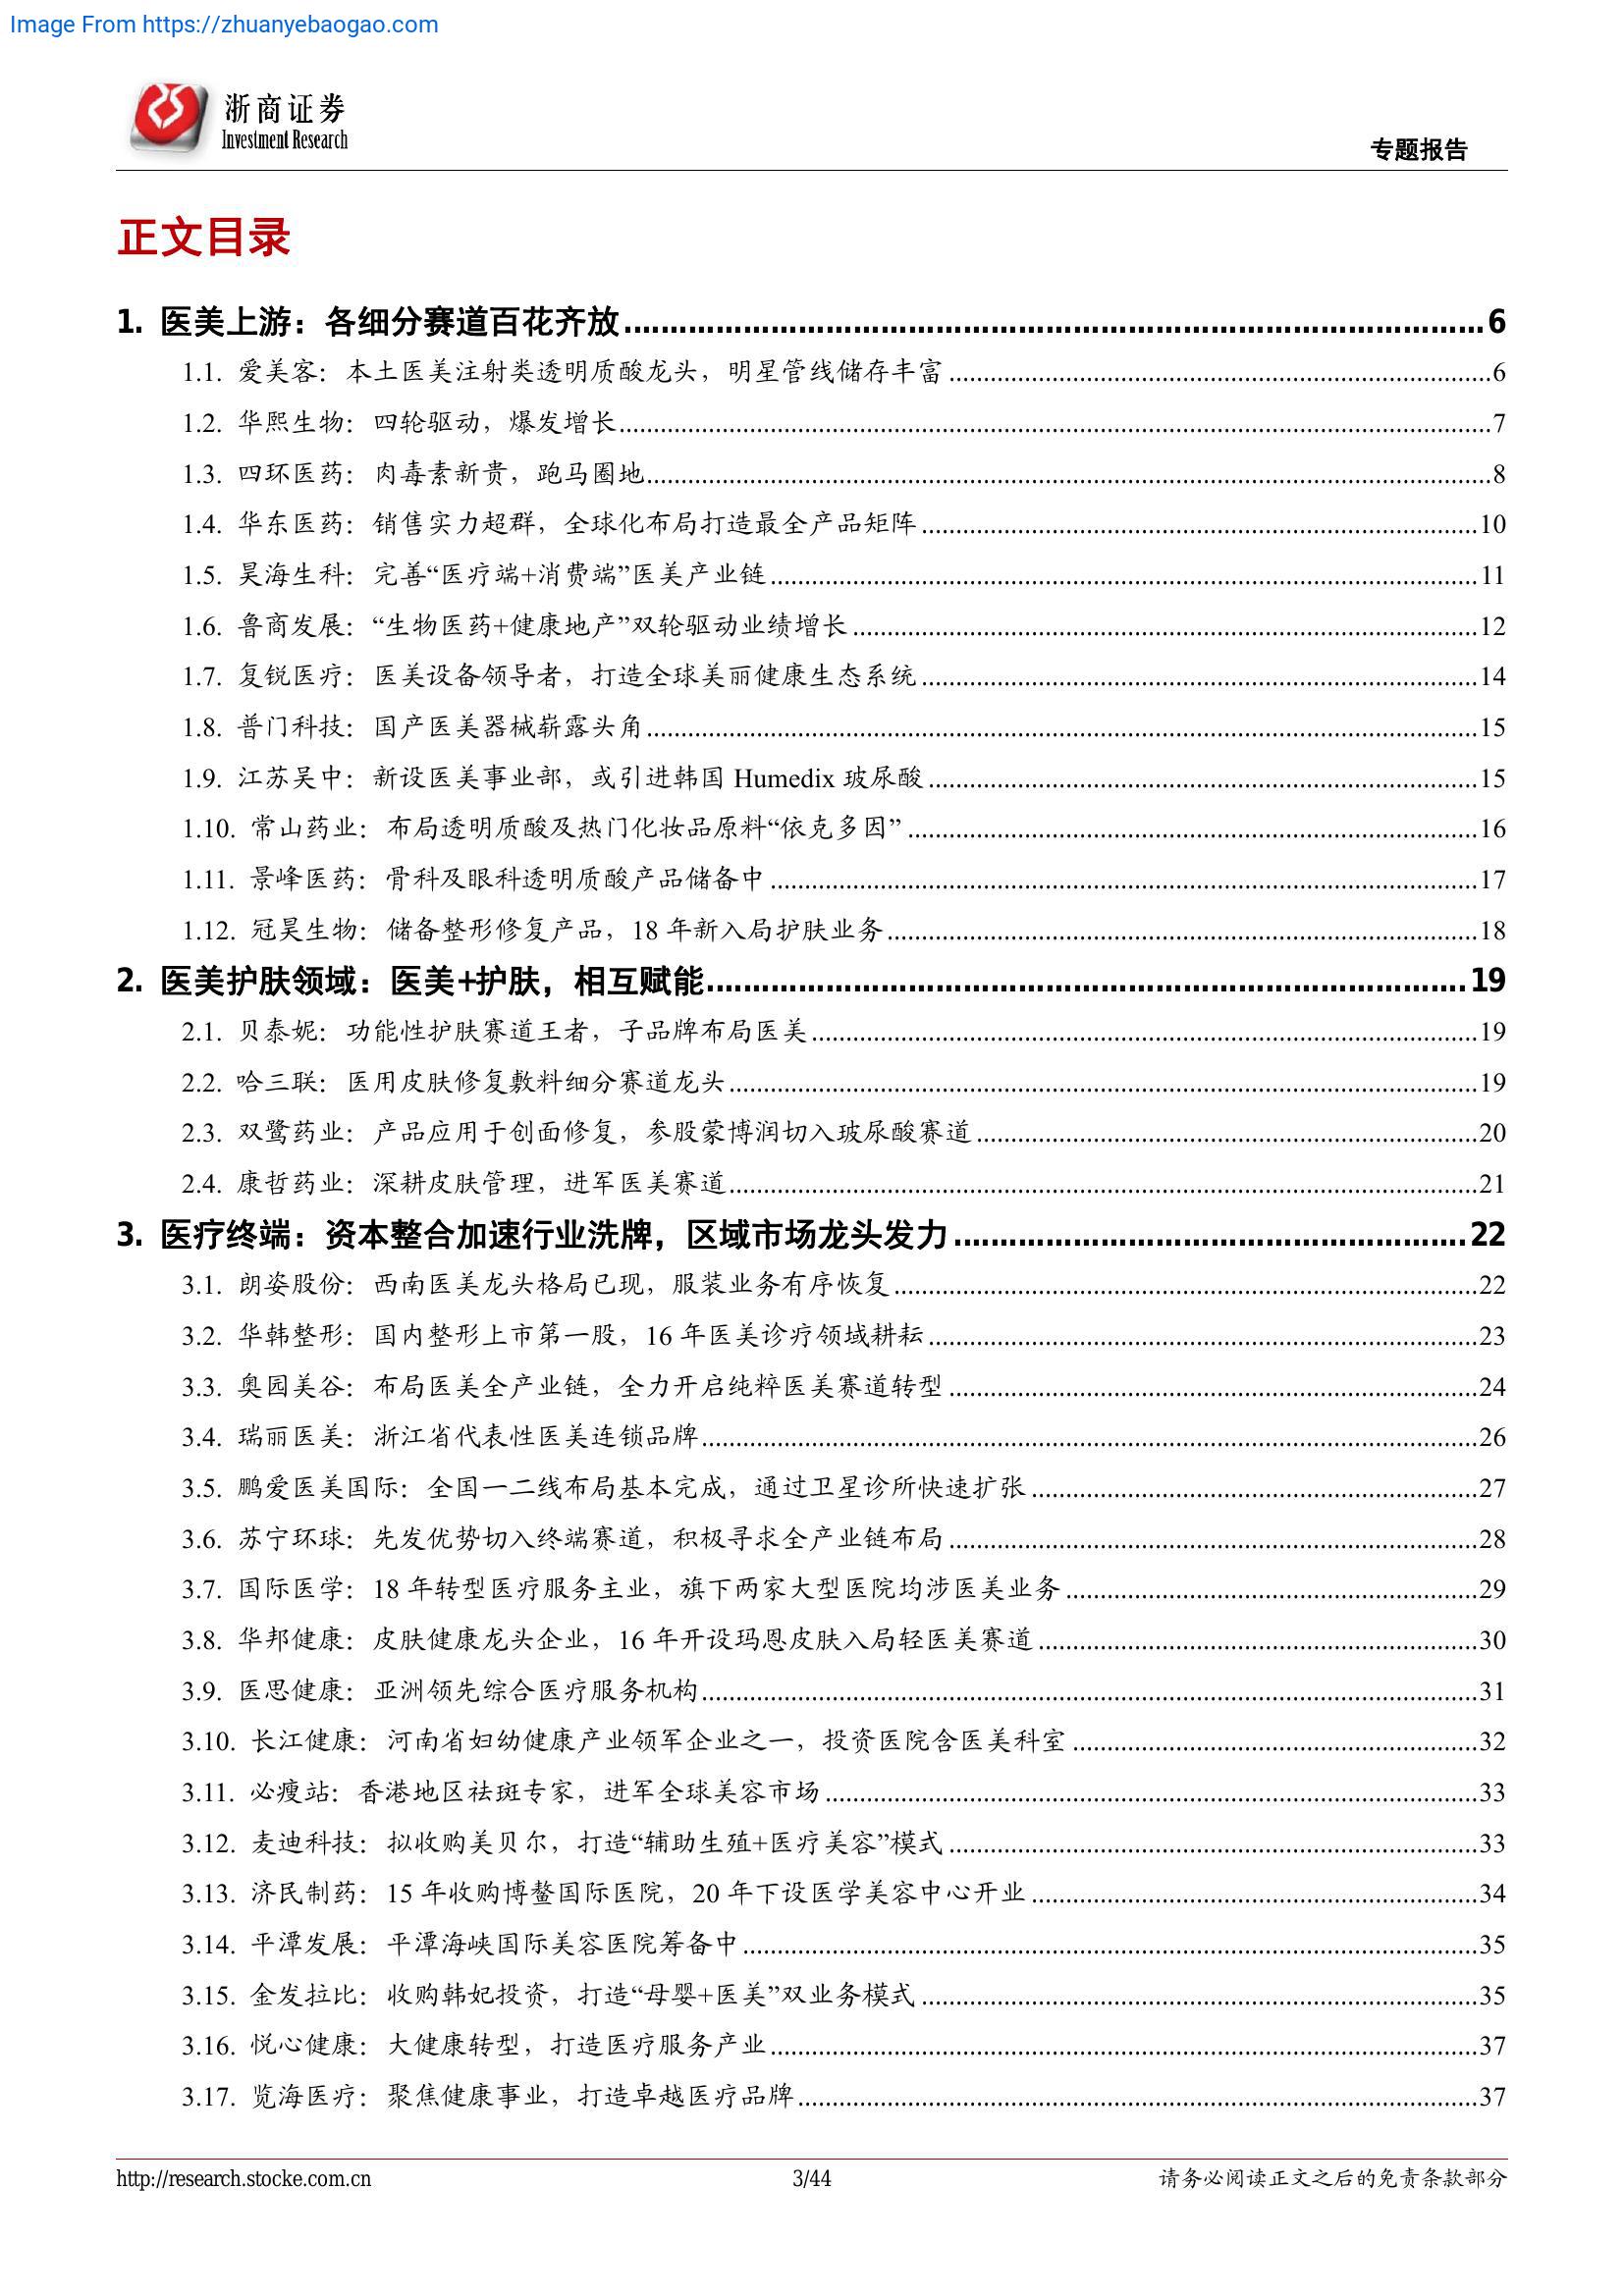 Image From https://zhuanyebaogao.com
浙商证券
Investment Research
专题报告
正文目录
1. 医美上游：各细分赛道百花齐放 6
1.1. 爱美客：本土医美注射类透明质酸龙头，明星管线储存丰富 6
1.2. 华熙生物：四轮驱动，爆发增长 7
1.3. 四环医药：肉毒素新贵，跑马圈地 8
1.4. 华东医药：销售实力超群，全球化布局打造最全产品矩阵 10
1.5. 昊海生科：完善“医疗端+消费端”医美产业链 11
1.6. 鲁商发展：“生物医药+健康地产”双轮驱动业绩增长 12
1.7. 复锐医疗：医美设备领导者，打造全球美丽健康生态系统 14
1.8. 普门科技：国产医美器械崭露头角 15
1.9. 江苏吴中：新设医美事业部，或引进韩国 Humedix 玻尿酸 15
1.10. 常山药业：布局透明质酸及热门化妆品原料“依克多因” 16
1.11. 景峰医药：骨科及眼科透明质酸产品储备中 17
1.12. 冠昊生物：储备整形修复产品，18 年新入局护肤业务 18
2. 医美护肤领域：医美+护肤，相互赋能 19
2.1. 贝泰妮：功能性护肤赛道王者，子品牌布局医美 19
2.2. 哈三联：医用皮肤修复敷料细分赛道龙头 19
2.3. 双鹭药业：产品应用于创面修复，参股蒙博润切入玻尿酸赛道 20
2.4. 康哲药业：深耕皮肤管理，进军医美赛道 21
3. 医疗终端：资本整合加速行业洗牌，区域市场龙头发力 22
3.1. 朗姿股份：西南医美龙头格局已现，服装业务有序恢复 22
3.2. 华韩整形：国内整形上市第一股，16 年医美诊疗领域耕耘 23
3.3. 奥园美谷：布局医美全产业链，全力开启纯粹医美赛道转型 24
3.4. 瑞丽医美：浙江省代表性医美连锁品牌 26
3.5. 鹏爱医美国际：全国一二线布局基本完成，通过卫星诊所快速扩张 27
3.6. 苏宁环球：先发优势切入终端赛道，积极寻求全产业链布局 28
3.7. 国际医学：18 年转型医疗服务主业，旗下两家大型医院均涉医美业务 29
3.8. 华邦健康：皮肤健康龙头企业，16 年开设玛恩皮肤入局轻医美赛道 30
3.9. 医思健康：亚洲领先综合医疗服务机构 31
3.10. 长江健康：河南省妇幼健康产业领军企业之一，投资医院含医美科室 32
3.11. 必瘦站：香港地区祛斑专家，进军全球美容市场 33
3.12. 麦迪科技：拟收购美贝尔，打造“辅助生殖+医疗美容”模式 33
3.13. 济民制药：15 年收购博鳌国际医院，20 年下设医学美容中心开业 34
3.14. 平潭发展：平潭海峡国际美容医院筹备中 35
3.15. 金发拉比：收购韩妃投资，打造“母婴+医美”双业务模式 35
3.16. 悦心健康：大健康转型，打造医疗服务产业 37
3.17. 览海医疗：聚焦健康事业，打造卓越医疗品牌 37
http://research.stocke.com.cn
3/44
请务必阅读正文之后的免责条款部分